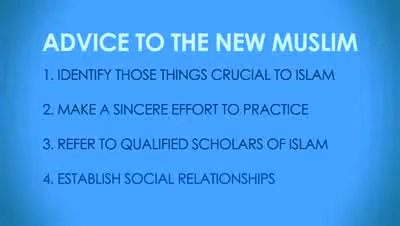 ADVICE TO THE NEW MUSLIM
1. IDENTIFY THOSE THINGS CRUCIAL TO ISLAM
2. MAKE A SINCERE EFFORT TO PRACTICE
3. REFER TO QUALIFIED SCHOLARS OF ISLAM
4. ESTABLISH SOCIAL RELATIONSHIPS